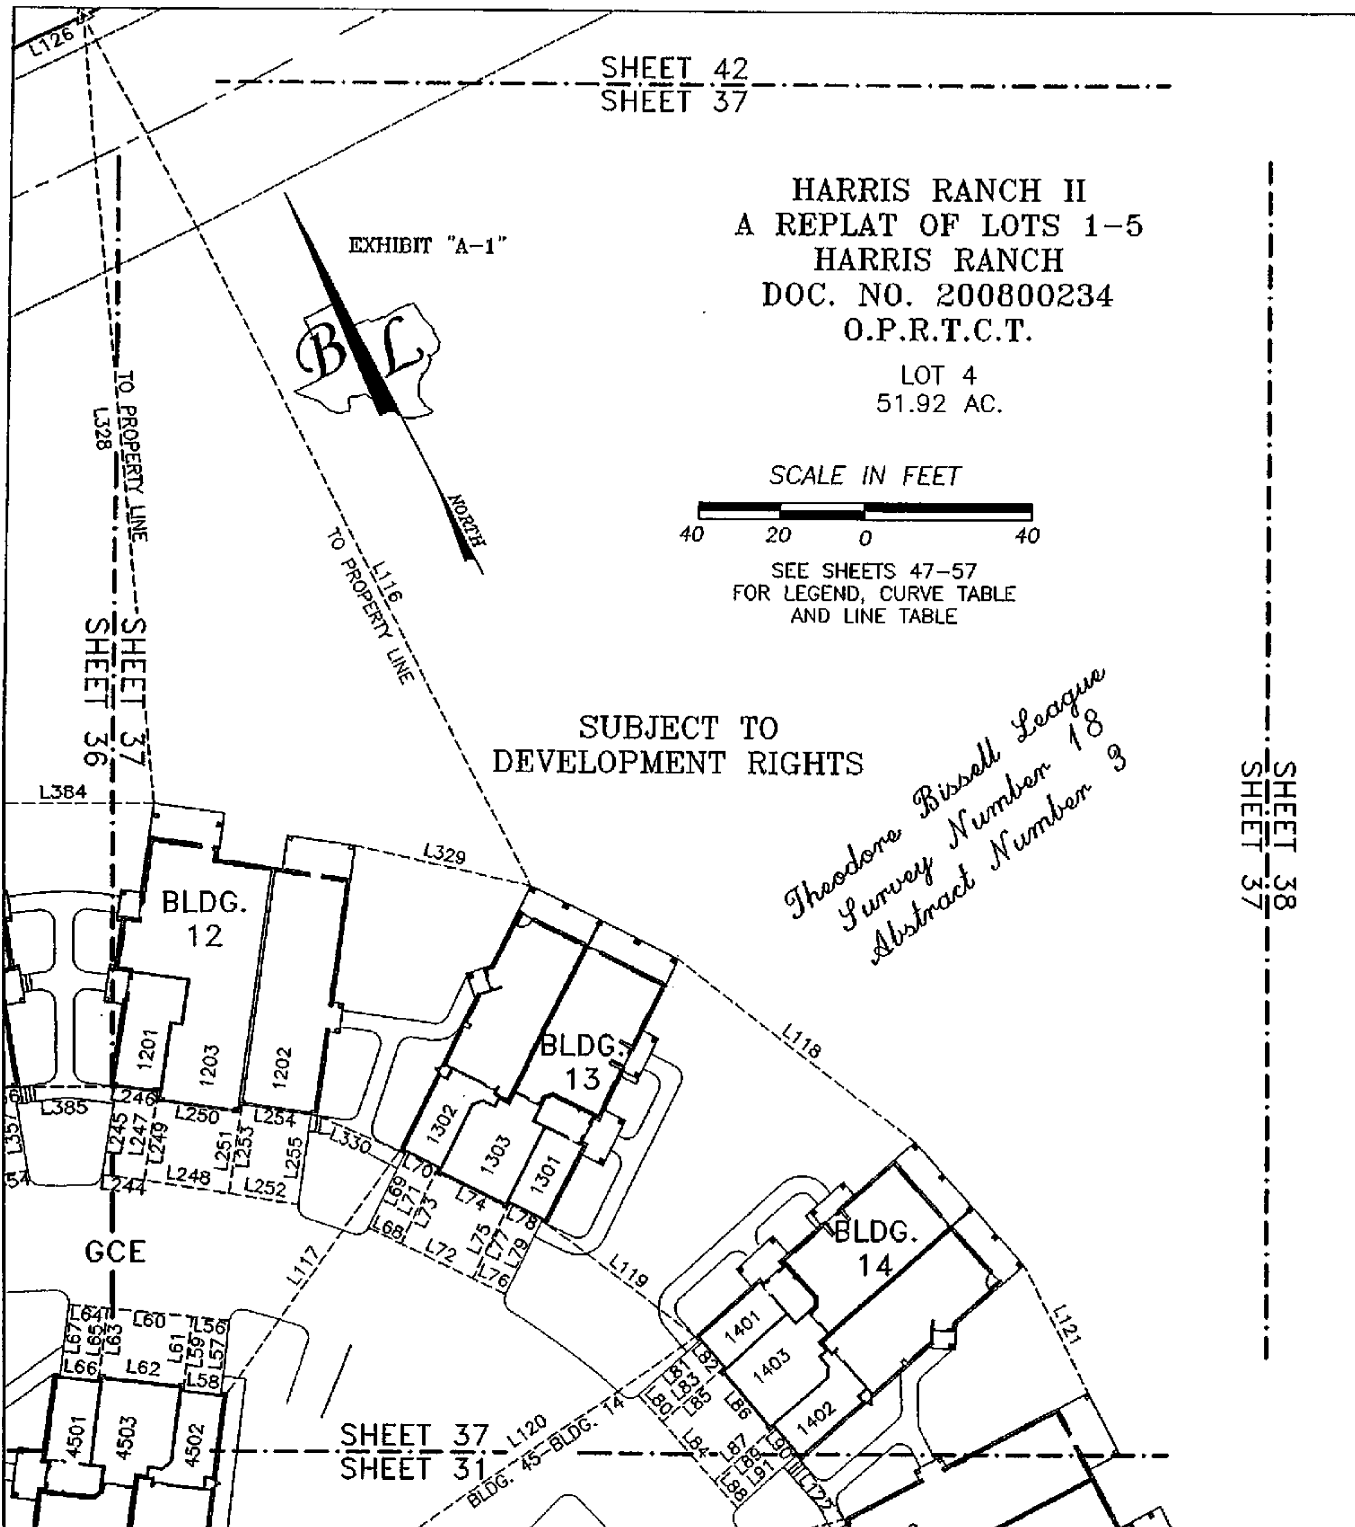 L126
SHEET 42
SHEET 37
HARRIS RANCH II
A REPLAT OF LOTS 1-5
HARRIS RANCH
DOC. NO. 200800234
O.P.R.T.C.T.
LOT 4
51.92 AC.
EXHIBIT "A-1"
B L
NORTH
SCALE IN FEET
40 20 0 40
SEE SHEETS 47-57
FOR LEGEND, CURVE TABLE
AND LINE TABLE
TO PROPERTY LINE
L328
L116
TO PROPERTY LINE
SHEET 37
SHEET 36
SUBJECT TO
DEVELOPMENT RIGHTS
Theodore Bissell League
Survey Number 18
Abstract Number 3
SHEET 38
SHEET 37
L384
L329
BLDG.
12
1201
1203
1202
L118
BLDG.
13
1302
1303
1301
L385
L246
L250
L254
L330
L357
L245
L247
L249
L251
L253
L255
L244
L248
L252
L70
L69
L71
L73
L74
L78
L68
L72
L75
L77
L79
L76
L117
L119
GCE
BLDG.
14
1401
1403
1402
L121
L64
L60
L56
L67
L65
L63
L61
L59
L57
L66
L62
L58
4501
4503
4502
L82
L81
L83
L80
L85
L86
L84
L87
L90
L89
L91
L88
L122
L120
BLDG. 45-BLDG. 14
SHEET 37
SHEET 31